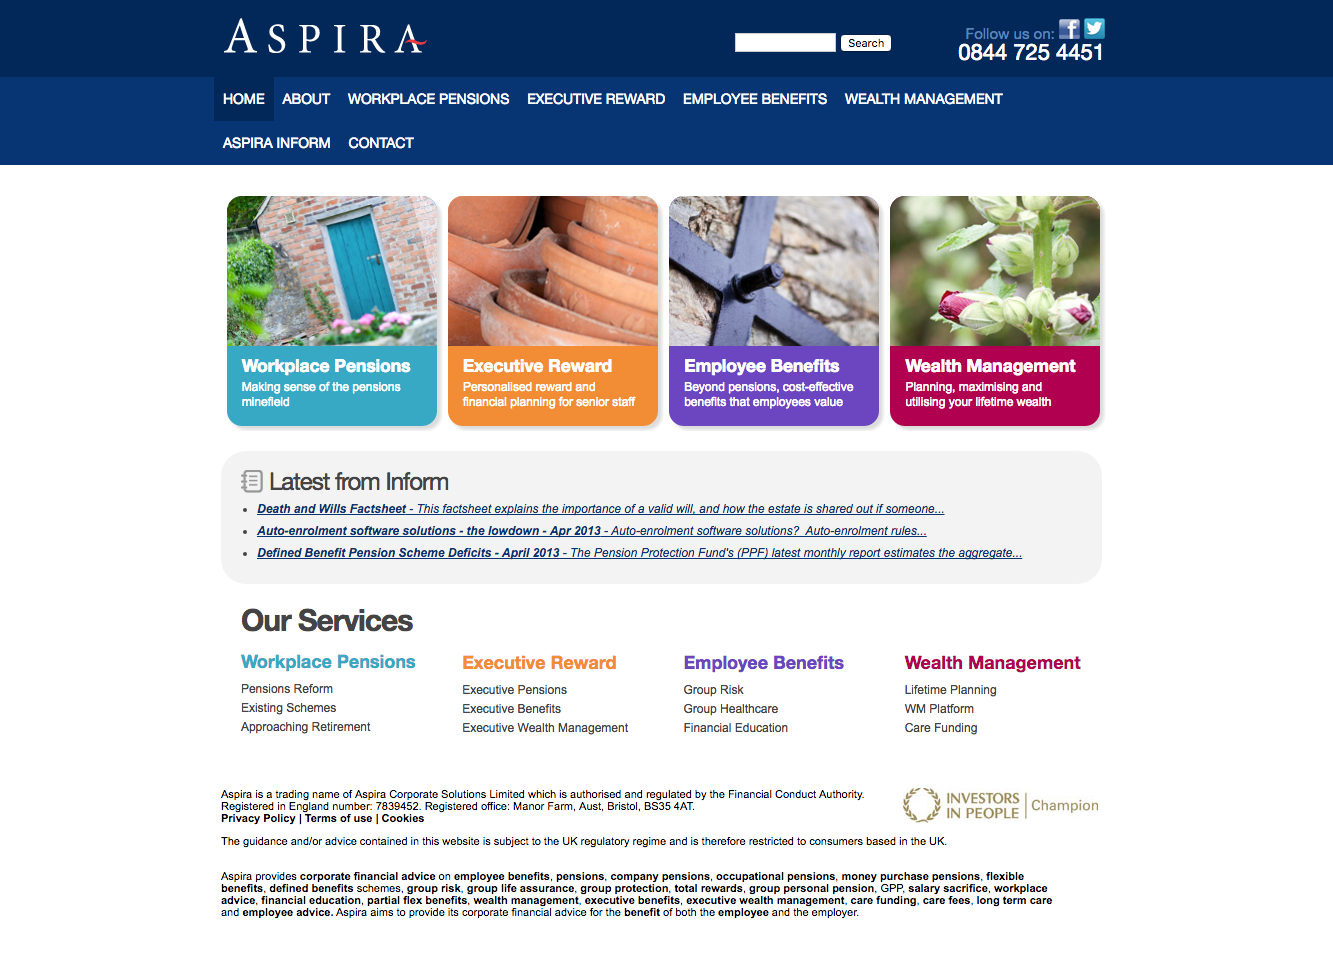 ASPIRA
Search
Follow us on:
0844 725 4451
HOME ABOUT WORKPLACE PENSIONS EXECUTIVE REWARD EMPLOYEE BENEFITS WEALTH MANAGEMENT
ASPIRA INFORM CONTACT
Workplace Pensions
Making sense of the pensions
minefield
Executive Reward
Personalised reward and
financial planning for senior staff
Employee Benefits
Beyond pensions, cost-effective
benefits that employees value
Wealth Management
Planning, maximising and
utilising your lifetime wealth
Latest from Inform
Death and Wills Factsheet - This factsheet explains the importance of a valid will, and how the estate is shared out if someone...
Auto-enrolment software solutions - the lowdown - Apr 2013 - Auto-enrolment software solutions? Auto-enrolment rules...
Defined Benefit Pension Scheme Deficits - April 2013 - The Pension Protection Fund's (PPF) latest monthly report estimates the aggregate...
Our Services
Workplace Pensions
Pensions Reform
Existing Schemes
Approaching Retirement
Executive Reward
Executive Pensions
Executive Benefits
Executive Wealth Management
Employee Benefits
Group Risk
Group Healthcare
Financial Education
Wealth Management
Lifetime Planning
WM Platform
Care Funding
Aspira is a trading name of Aspira Corporate Solutions Limited which is authorised and regulated by the Financial Conduct Authority.
Registered in England number: 7839452. Registered office: Manor Farm, Aust, Bristol, BS35 4AT.
Privacy Policy | Terms of use | Cookies
INVESTORS
IN PEOPLE
Champion
The guidance and/or advice contained in this website is subject to the UK regulatory regime and is therefore restricted to consumers based in the UK.
Aspira provides corporate financial advice on employee benefits, pensions, company pensions, occupational pensions, money purchase pensions, flexible
benefits, defined benefits schemes, group risk, group life assurance, group protection, total rewards, group personal pension, GPP, salary sacrifice, workplace
advice, financial education, partial flex benefits, wealth management, executive benefits, executive wealth management, care funding, care fees, long term care
and employee advice. Aspira aims to provide its corporate financial advice for the benefit of both the employee and the employer.